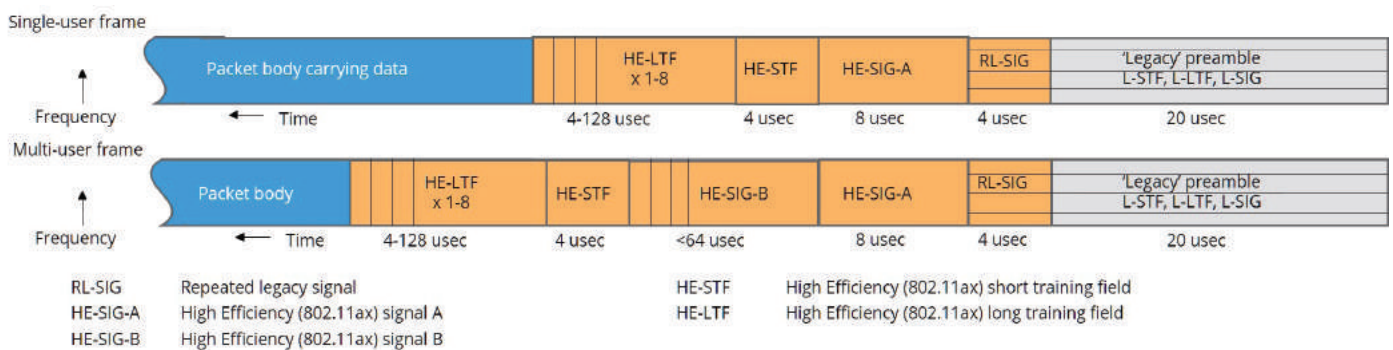 Single-user frame
Packet body carrying data
HE-LTF
x 1-8
HE-STF
HE-SIG-A
RL-SIG
'Legacy' preamble
L-STF, L-LTF, L-SIG
Frequency
Time
4-128 usec
4 usec
8 usec
4 usec
20 usec
Multi-user frame
Packet body
HE-LTF
x 1-8
HE-STF
HE-SIG-B
HE-SIG-A
RL-SIG
'Legacy' preamble
L-STF, L-LTF, L-SIG
Frequency
Time
4-128 usec
4 usec
<64 usec
8 usec
4 usec
20 usec
RL-SIG Repeated legacy signal
HE-SIG-A High Efficiency (802.11ax) signal A
HE-SIG-B High Efficiency (802.11ax) signal B
HE-STF High Efficiency (802.11ax) short training field
HE-LTF High Efficiency (802.11ax) long training field